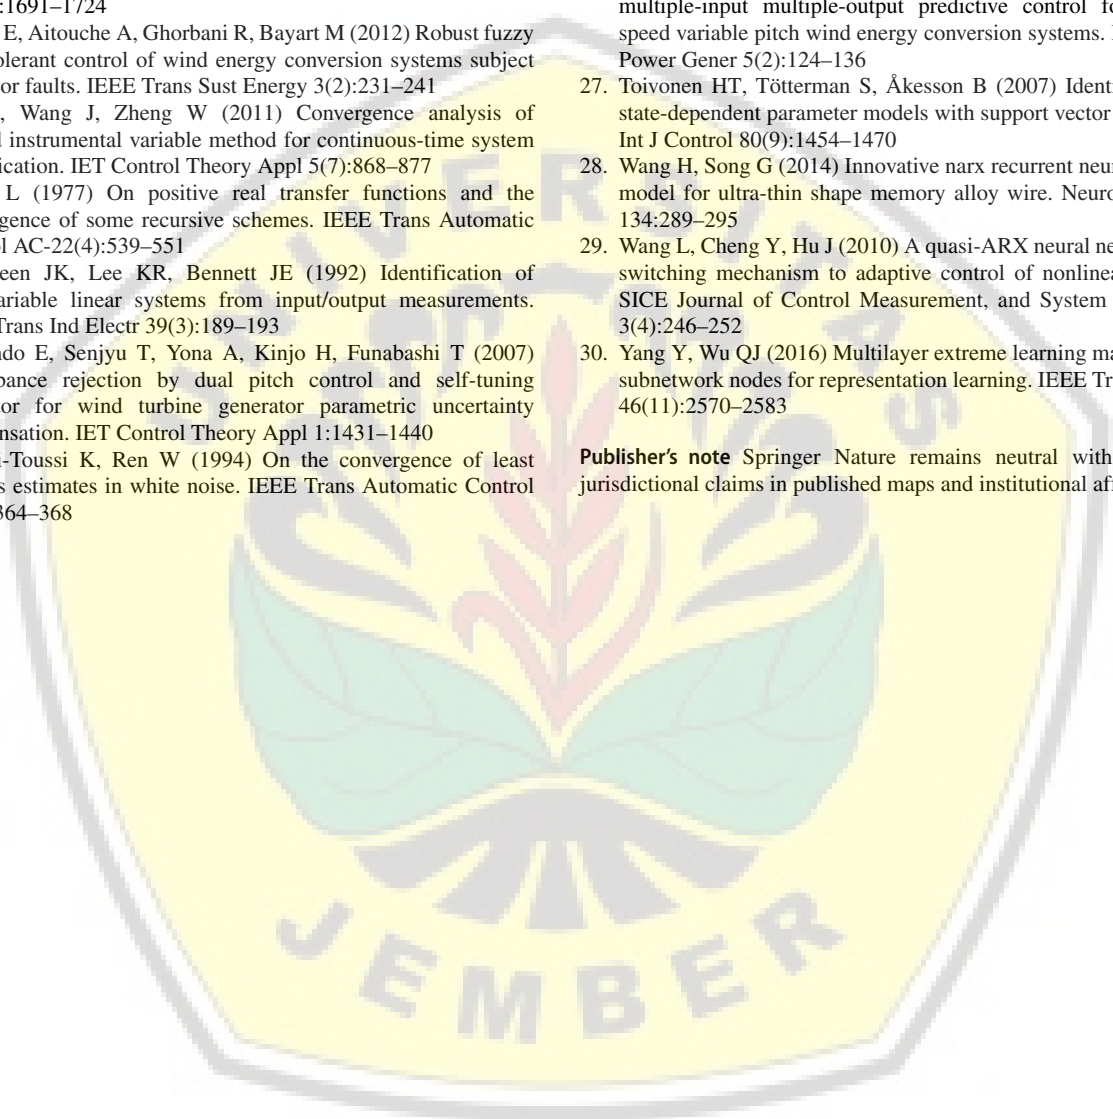 :1691–1724
E, Aitouche A, Ghorbani R, Bayart M (2012) Robust fuzzy
olerant control of wind energy conversion systems subject
or faults. IEEE Trans Sust Energy 3(2):231–241
, Wang J, Zheng W (2011) Convergence analysis of
d instrumental variable method for continuous-time system
ication. IET Control Theory Appl 5(7):868–877
L (1977) On positive real transfer functions and the
gence of some recursive schemes. IEEE Trans Automatic
ol AC-22(4):539–551
een JK, Lee KR, Bennett JE (1992) Identification of
ariable linear systems from input/output measurements.
Trans Ind Electr 39(3):189–193
ndo E, Senjyu T, Yona A, Kinjo H, Funabashi T (2007)
bance rejection by dual pitch control and self-tuning
tor for wind turbine generator parametric uncertainty
nsation. IET Control Theory Appl 1:1431–1440
i-Toussi K, Ren W (1994) On the convergence of least
s estimates in white noise. IEEE Trans Automatic Control
364–368
multiple-input multiple-output predictive control fo
speed variable pitch wind energy conversion systems. I
Power Gener 5(2):124–136
27. Toivonen HT, Tötterman S, Åkesson B (2007) Identi
state-dependent parameter models with support vector
Int J Control 80(9):1454–1470
28. Wang H, Song G (2014) Innovative narx recurrent neur
model for ultra-thin shape memory alloy wire. Neuro
134:289–295
29. Wang L, Cheng Y, Hu J (2010) A quasi-ARX neural ne
switching mechanism to adaptive control of nonlinea
SICE Journal of Control Measurement, and System
3(4):246–252
30. Yang Y, Wu QJ (2016) Multilayer extreme learning ma
subnetwork nodes for representation learning. IEEE Tr
46(11):2570–2583
Publisher's note Springer Nature remains neutral with
jurisdictional claims in published maps and institutional aff
UNIVERSITAS
JEMBER